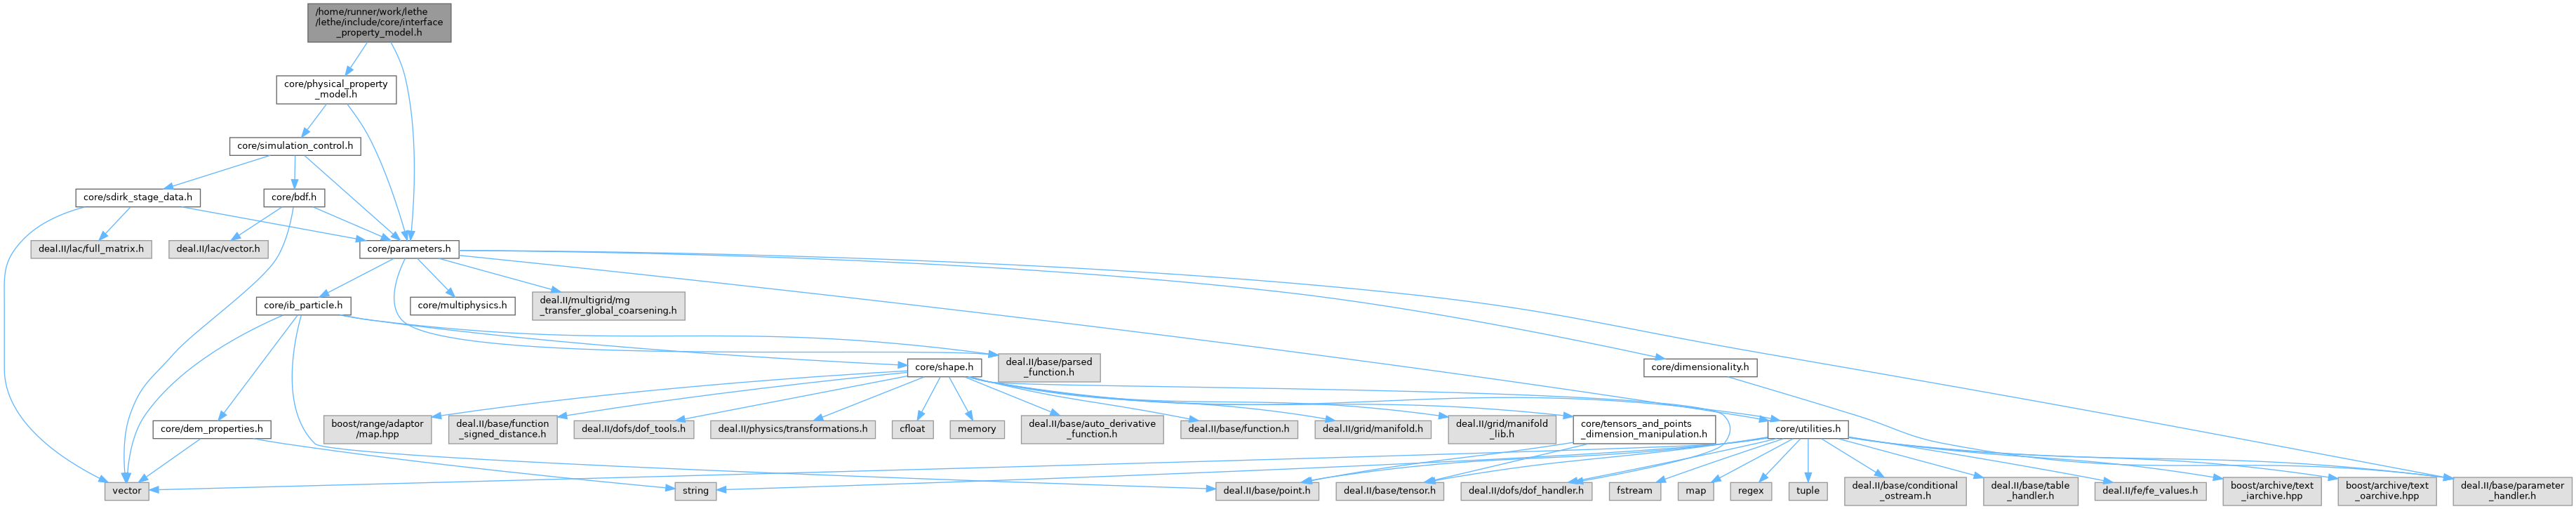 /home/runner/work/lethe
/lethe/include/core/interface
_property_model.h
core/physical_property
_model.h
core/simulation_control.h
core/sdirk_stage_data.h
core/bdf.h
deal.II/lac/full_matrix.h
deal.II/lac/vector.h
core/parameters.h
core/ib_particle.h
core/multiphysics.h
deal.II/multigrid/mg
_transfer_global_coarsening.h
deal.II/base/parsed
_function.h
core/shape.h
core/dimensionality.h
core/dem_properties.h
boost/range/adaptor
/map.hpp
deal.II/base/function
_signed_distance.h
deal.II/dofs/dof_tools.h
deal.II/physics/transformations.h
cfloat
memory
deal.II/base/auto_derivative
_function.h
deal.II/base/function.h
deal.II/grid/manifold.h
deal.II/grid/manifold
_lib.h
core/tensors_and_points
_dimension_manipulation.h
core/utilities.h
vector
string
deal.II/base/point.h
deal.II/base/tensor.h
deal.II/dofs/dof_handler.h
fstream
map
regex
tuple
deal.II/base/conditional
_ostream.h
deal.II/base/table
_handler.h
deal.II/fe/fe_values.h
boost/archive/text
_iarchive.hpp
boost/archive/text
_oarchive.hpp
deal.II/base/parameter
_handler.h